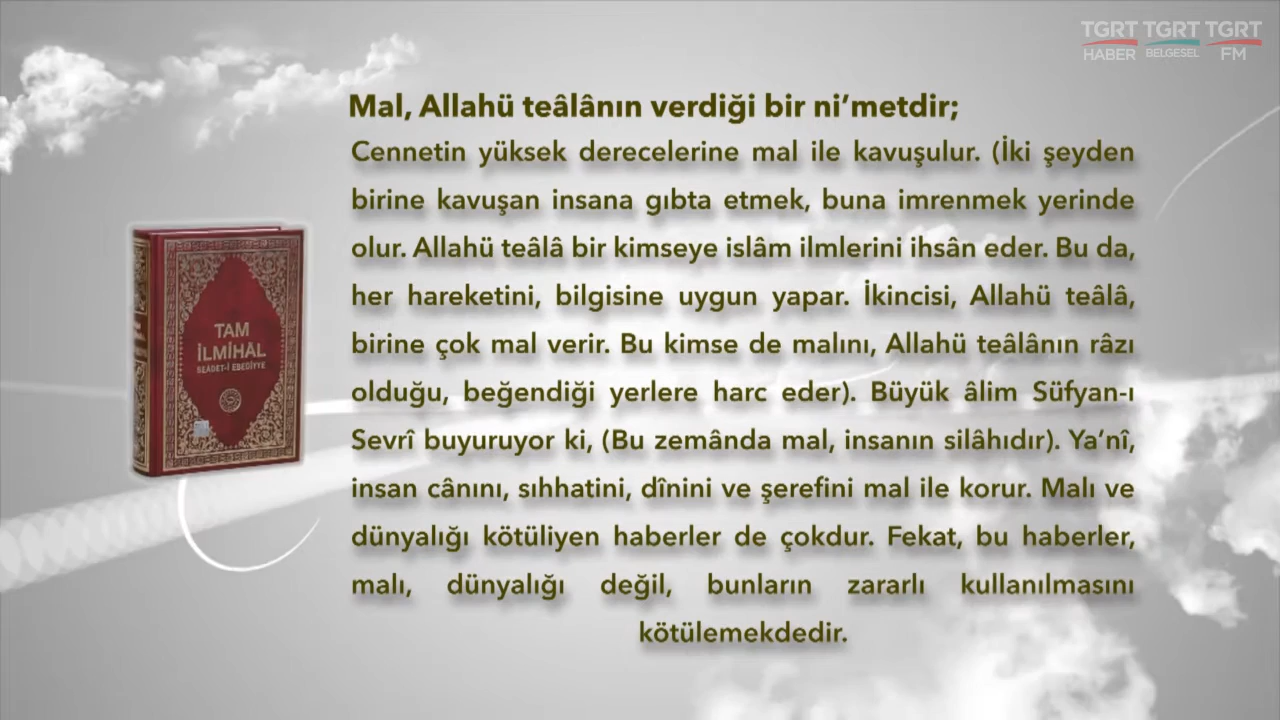 TGRT TGRT TGRT
HABER BELGESEL FM
Mal, Allahü teâlânın verdiği bir ni’metdir;
Cennetin yüksek derecelerine mal ile kavuşulur. (İki şeyden
birine kavuşan insana gıbta etmek, buna imrenmek yerinde
olur. Allahü teâlâ bir kimseye islâm ilmlerini ihsân eder. Bu da,
her hareketini, bilgisine uygun yapar. İkincisi, Allahü teâlâ,
birine çok mal verir. Bu kimse de malını, Allahü teâlânın râzı
olduğu, beğendiği yerlere harc eder). Büyük âlim Süfyan-ı
Sevrî buyuruyor ki, (Bu zemânda mal, insanın silâhıdır). Ya’nî,
insan cânını, sıhhatini, dînini ve şerefini mal ile korur. Malı ve
dünyalığı kötüliyen haberler de çokdur. Fekat, bu haberler,
malı, dünyalığı değil, bunların zararlı kullanılmasını
kötülemekdedir.
TAM
İLMİHÂL
SEÂDET-İ EBEDİYYE